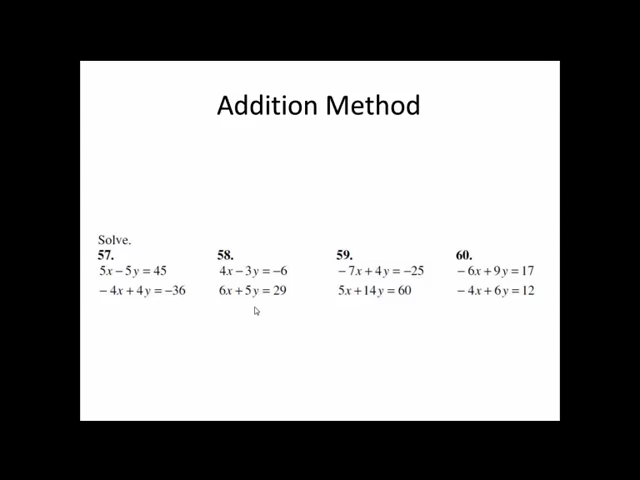 Addition Method
Solve.
57.
5x − 5y = 45
− 4x + 4y = −36
58.
4x − 3y = −6
6x + 5y = 29
59.
− 7x + 4y = −25
5x + 14y = 60
60.
− 6x + 9y = 17
− 4x + 6y = 12